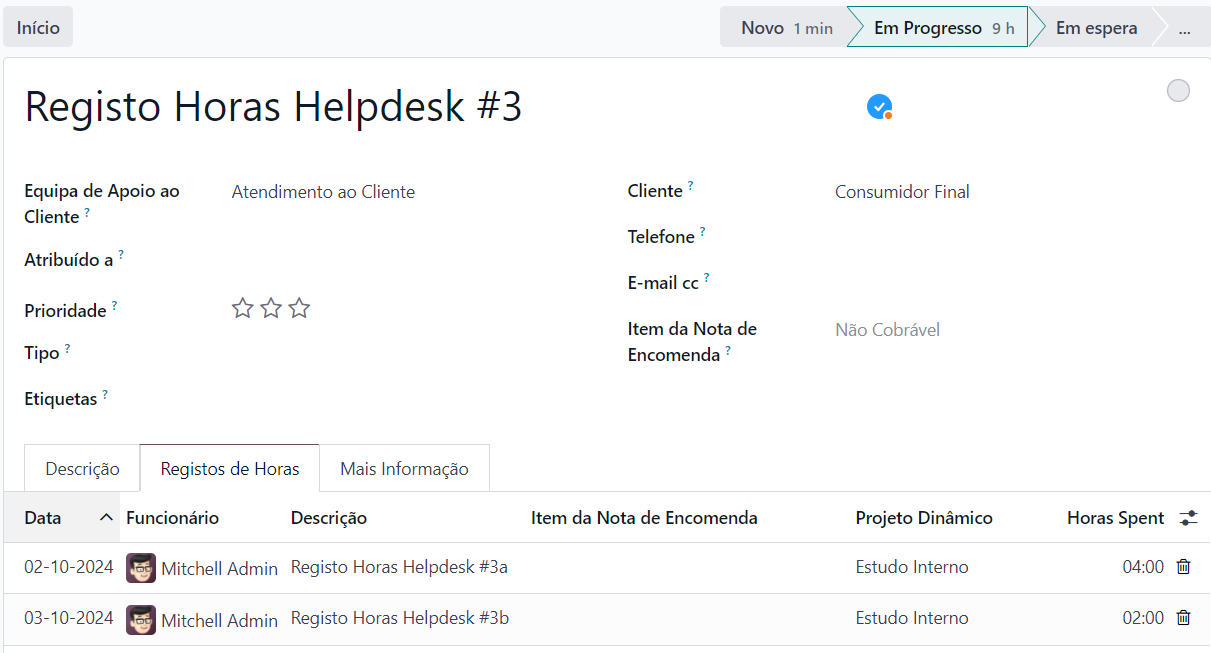 Início
Novo 1 min Em Progresso 9 h Em espera ...
Registo Horas Helpdesk #3
Equipa de Apoio ao Cliente ? Atendimento ao Cliente
Atribuído a ?
Prioridade ?
Tipo ?
Etiquetas ?
Cliente ? Consumidor Final
Telefone ?
E-mail cc ?
Item da Nota de Encomenda ? Não Cobrável
Descrição Registos de Horas Mais Informação
Data Funcionário Descrição Item da Nota de Encomenda Projeto Dinâmico Horas Spent
02-10-2024 Mitchell Admin Registo Horas Helpdesk #3a Estudo Interno 04:00
03-10-2024 Mitchell Admin Registo Horas Helpdesk #3b Estudo Interno 02:00